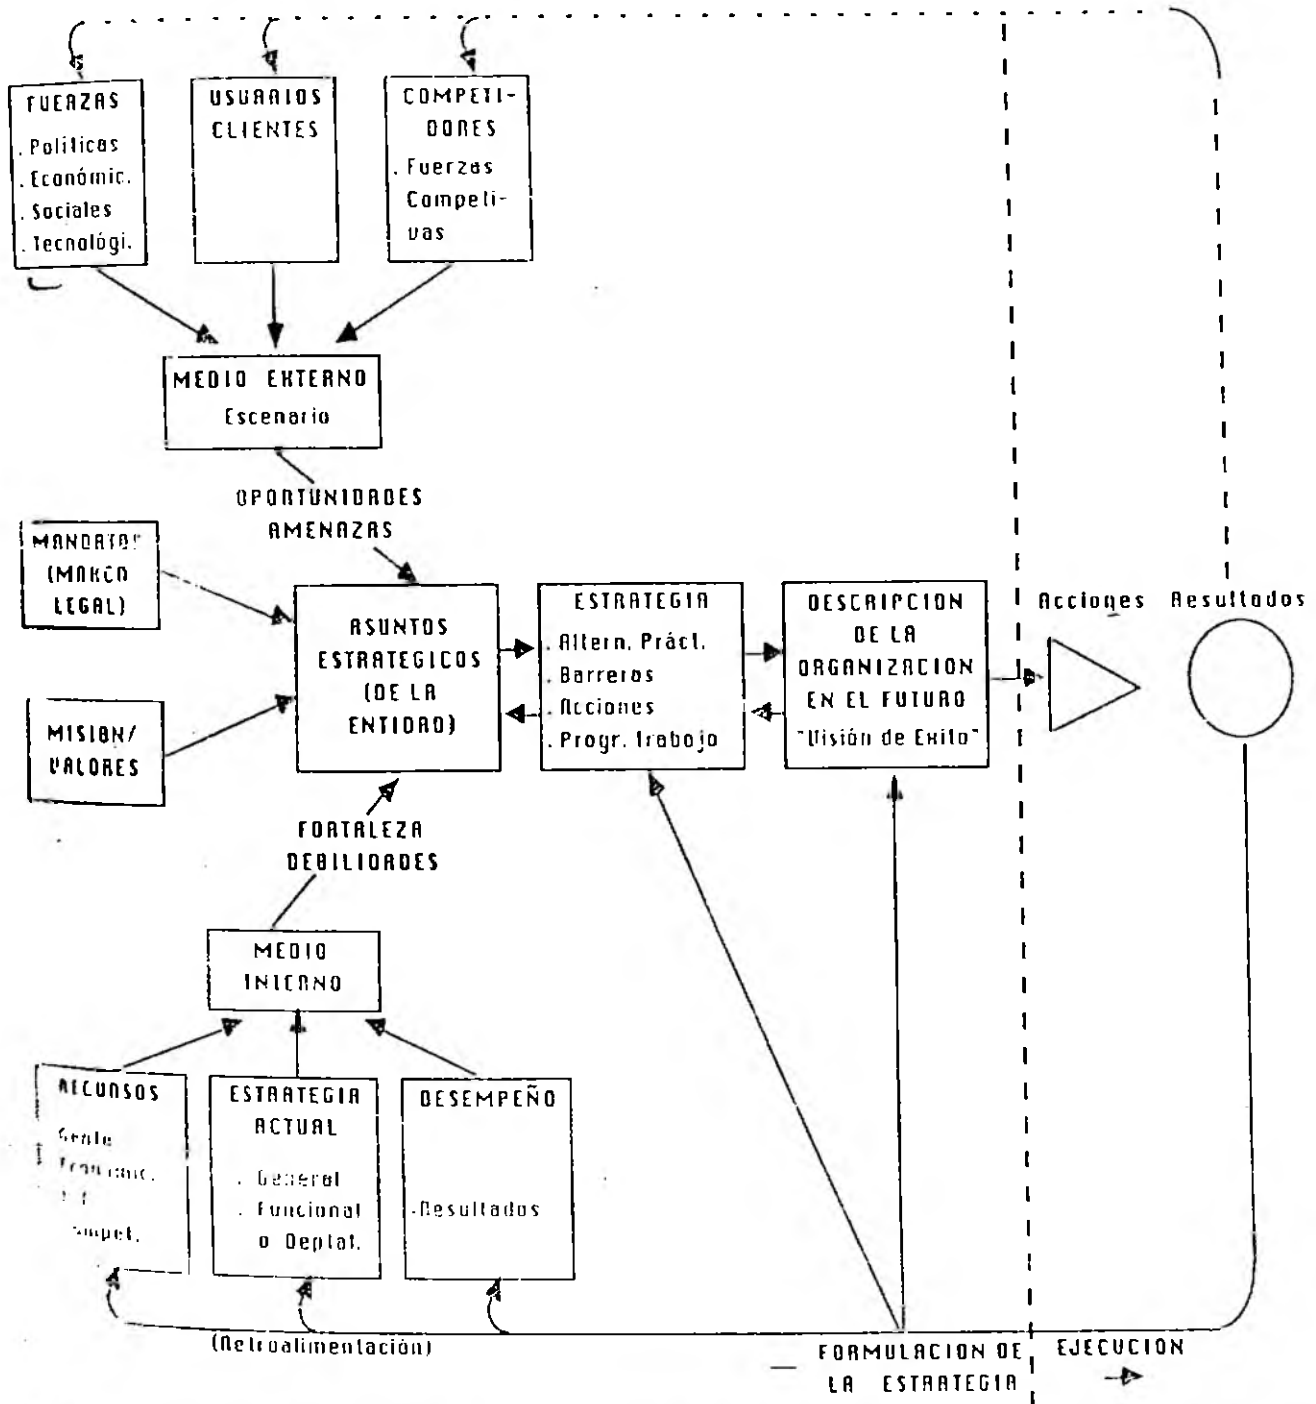 FUERZAS
. Políticas
. Económic.
. Sociales
. Tecnológi.
USUARIOS
CLIENTES
COMPETI-
DORES
. Fuerzas
Competi-
vas
MEDIO EXTERNO
Escenario
OPORTUNIDADES
AMENAZAS
MANDATOS
(MARCO
LEGAL)
MISION/
VALORES
ASUNTOS
ESTRATEGICOS
(DE LA
ENTIDAD)
ESTRATEGIA
. Altern. Práct.
. Barreras
. Acciones
. Progr. trabajo
DESCRIPCION
DE LA
ORGANIZACION
EN EL FUTURO
"Visión de Exito"
Acciones
Resultados
FORTALEZA
DEBILIDADES
MEDIO
INTERNO
RECURSOS
Gente
Económic.
ESTRATEGIA
ACTUAL
. General
. Funcional
o Deptat.
DESEMPEÑO
.Resultados
(Retroalimentación)
FORMULACION DE
LA ESTRATEGIA
EJECUCION